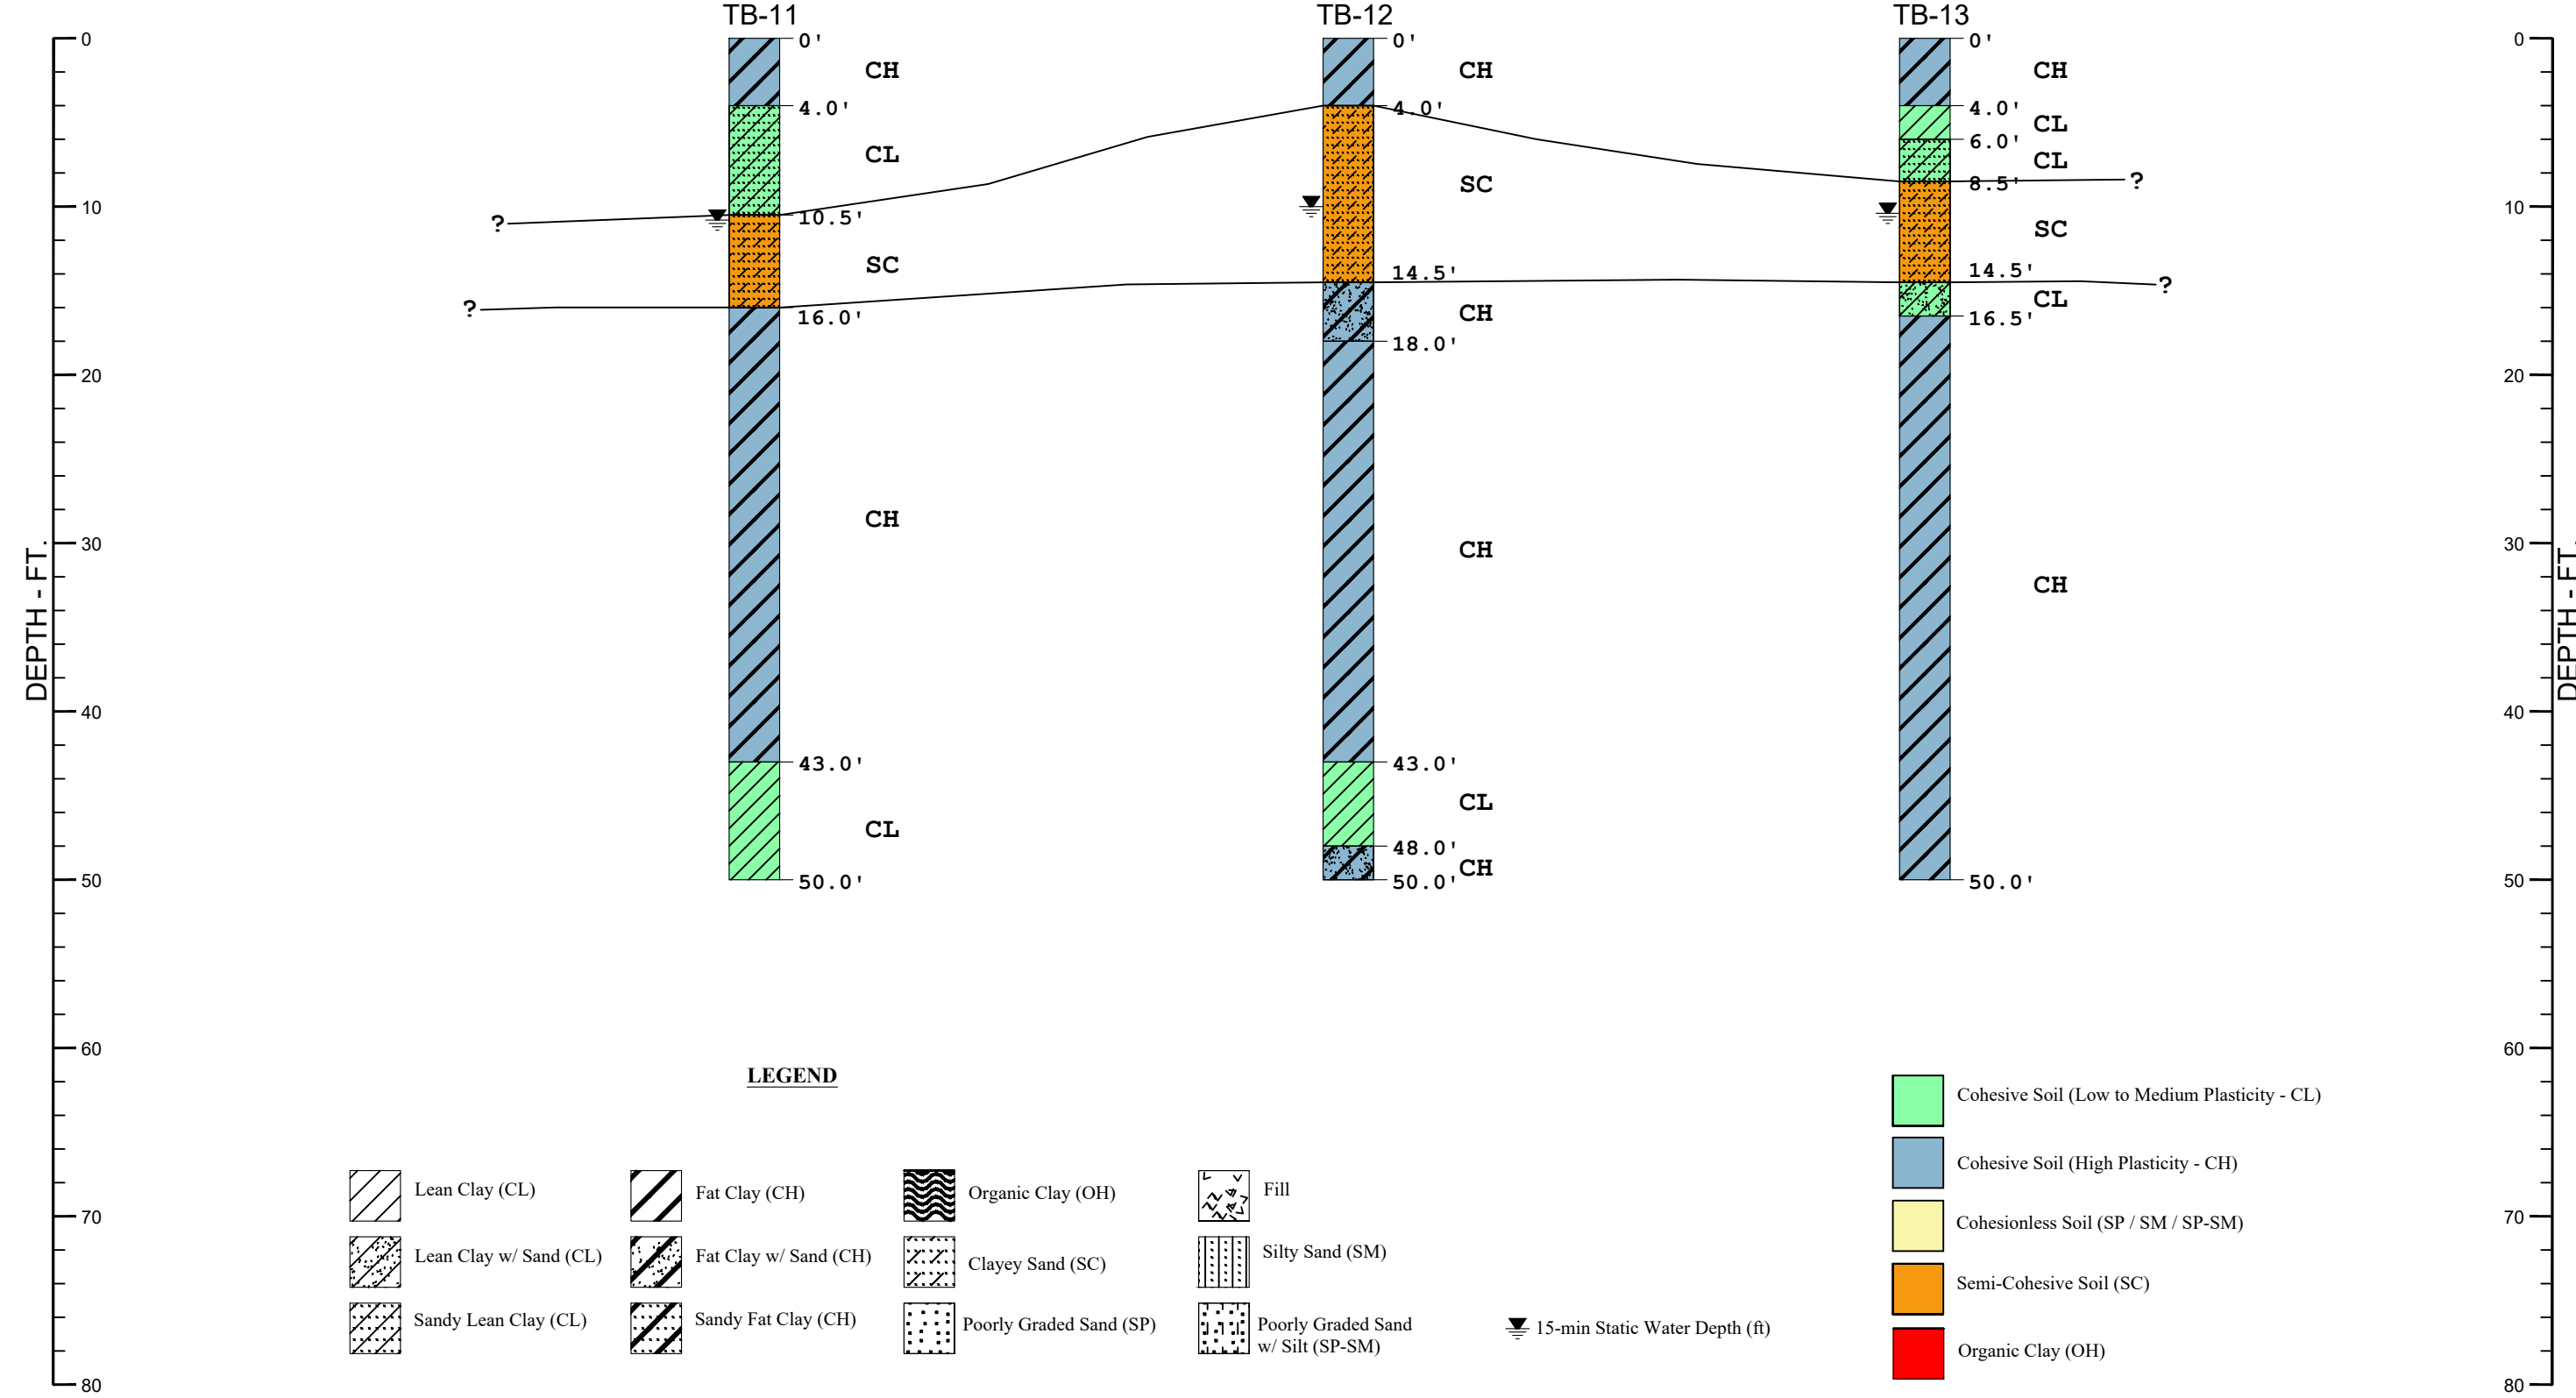 TB-11
TB-12
TB-13
0
0'
CH
0'
CH
0'
CH
0
4.0'
4.0'
4.0'
CL
6.0'
CL
SC
CL
8.5'
?
10
?
10.5'
SC
10
SC
14.5'
14.5'
?
16.0'
CH
CL
?
16.5'
18.0'
20
20
CH
30
CH
30
CH
DEPTH - FT.
DEPTH - FT.
40
40
43.0'
43.0'
CL
CL
48.0'
CH
50
50.0'
50.0'
50.0'
50
60
60
LEGEND
Cohesive Soil (Low to Medium Plasticity - CL)
Cohesive Soil (High Plasticity - CH)
Cohesionless Soil (SP / SM / SP-SM)
Semi-Cohesive Soil (SC)
Organic Clay (OH)
Lean Clay (CL)
Fat Clay (CH)
Organic Clay (OH)
Fill
70
70
Lean Clay w/ Sand (CL)
Fat Clay w/ Sand (CH)
Clayey Sand (SC)
Silty Sand (SM)
Sandy Lean Clay (CL)
Sandy Fat Clay (CH)
Poorly Graded Sand (SP)
Poorly Graded Sand
w/ Silt (SP-SM)
15-min Static Water Depth (ft)
80
80